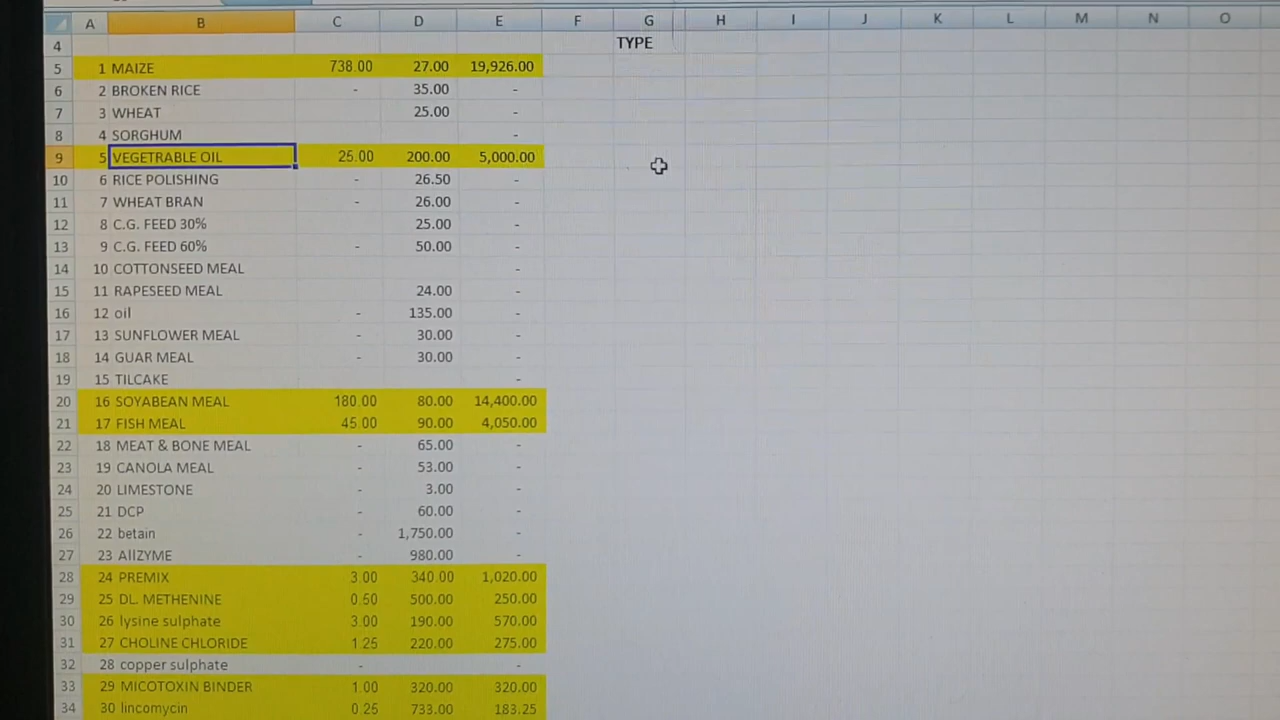 A B C D E F G H I J K L M N O
4 TYPE
5 1 MAIZE 738.00 27.00 19,926.00
6 2 BROKEN RICE - 35.00 -
7 3 WHEAT 25.00 -
8 4 SORGHUM -
9 5 VEGETRABLE OIL 25.00 200.00 5,000.00
10 6 RICE POLISHING - 26.50 -
11 7 WHEAT BRAN - 26.00 -
12 8 C.G. FEED 30% 25.00 -
13 9 C.G. FEED 60% - 50.00 -
14 10 COTTONSEED MEAL -
15 11 RAPESEED MEAL 24.00 -
16 12 oil - 135.00 -
17 13 SUNFLOWER MEAL - 30.00 -
18 14 GUAR MEAL - 30.00 -
19 15 TILCAKE -
20 16 SOYABEAN MEAL 180.00 80.00 14,400.00
21 17 FISH MEAL 45.00 90.00 4,050.00
22 18 MEAT & BONE MEAL - 65.00 -
23 19 CANOLA MEAL - 53.00 -
24 20 LIMESTONE - 3.00 -
25 21 DCP - 60.00 -
26 22 betain - 1,750.00 -
27 23 AllZYME - 980.00 -
28 24 PREMIX 3.00 340.00 1,020.00
29 25 DL. METHENINE 0.50 500.00 250.00
30 26 lysine sulphate 3.00 190.00 570.00
31 27 CHOLINE CHLORIDE 1.25 220.00 275.00
32 28 copper sulphate - -
33 29 MICOTOXIN BINDER 1.00 320.00 320.00
34 30 lincomycin 0.25 733.00 183.25